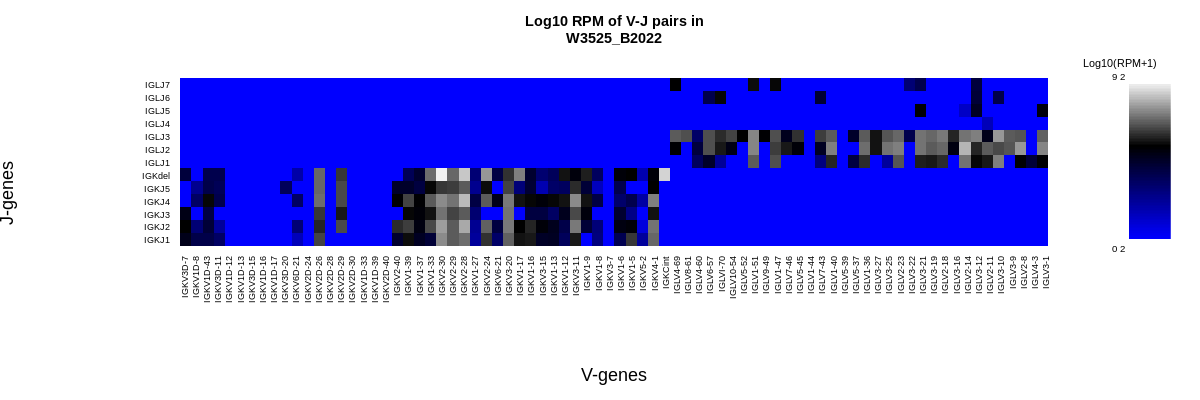 Log10 RPM of V-J pairs in
W3525_B2022
Log10(RPM+1)
9 2
0 2
J-genes
IGLJ7
IGLJ6
IGLJ5
IGLJ4
IGLJ3
IGLJ2
IGLJ1
IGKdel
IGKJ5
IGKJ4
IGKJ3
IGKJ2
IGKJ1
IGKV3D-7
IGKV1D-8
IGKV1D-43
IGKV3D-11
IGKV1D-12
IGKV1D-13
IGKV3D-15
IGKV1D-16
IGKV1D-17
IGKV3D-20
IGKV6D-21
IGKV2D-24
IGKV2D-26
IGKV2D-28
IGKV2D-29
IGKV2D-30
IGKV1D-33
IGKV1D-39
IGKV2D-40
IGKV2-40
IGKV1-39
IGKV1-37
IGKV1-33
IGKV2-30
IGKV2-29
IGKV2-28
IGKV1-27
IGKV2-24
IGKV6-21
IGKV3-20
IGKV1-17
IGKV1-16
IGKV3-15
IGKV1-13
IGKV1-12
IGKV3-11
IGKV1-9
IGKV1-8
IGKV3-7
IGKV1-6
IGKV1-5
IGKV5-2
IGKV4-1
IGKCint
IGLV4-69
IGLV8-61
IGLV4-60
IGLV6-57
IGLVI-70
IGLV10-54
IGLV5-52
IGLV1-51
IGLV9-49
IGLV1-47
IGLV7-46
IGLV5-45
IGLV1-44
IGLV7-43
IGLV1-40
IGLV5-39
IGLV5-37
IGLV1-36
IGLV3-27
IGLV3-25
IGLV2-23
IGLV3-22
IGLV3-21
IGLV3-19
IGLV2-18
IGLV3-16
IGLV2-14
IGLV3-12
IGLV2-11
IGLV3-10
IGLV3-9
IGLV2-8
IGLV4-3
IGLV3-1
V-genes